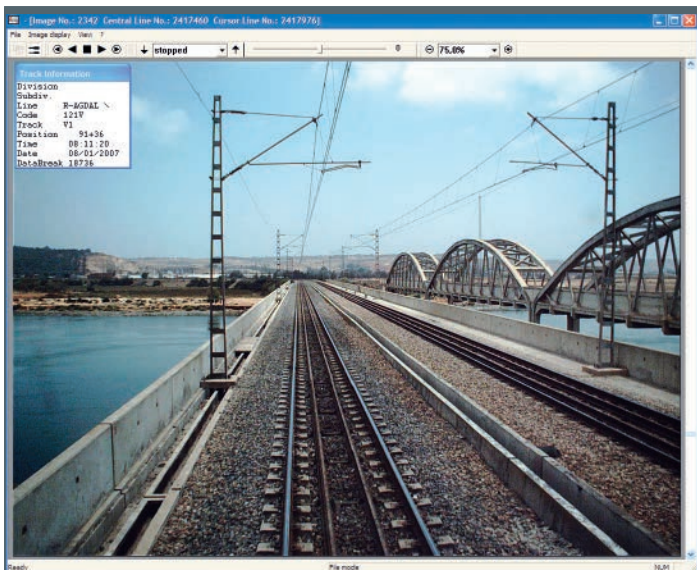 - [Image No.: 2342 Central Line No.: 2417460 Cursor Line No.: 2417976]
File Image display View ?
stopped 0 75.0%
Track Information
Division
Subdiv.
Line R-AGDAL \
Code 121V
Track V1
Position 91+36
Time 08:11:20
Date 08/01/2007
DataBreak 18736
Ready File mode NUM